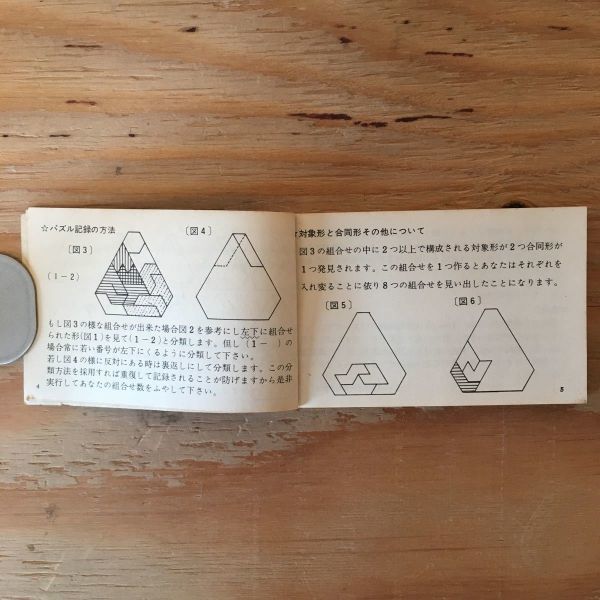 ☆パズル記録の方法
〔図3〕
〔図4〕
(1-2)
もし図3の様な組合せが出来た場合図2を参考にし左下に組合せ
られた形(図1)を見て(1-2)と分類します。但し(1- )の
場合常に若い番号が左下にくるように分類して下さい。
若し図4の様に反対にある時は裏返しにして分類します。この分
類方法を採用すれば重復して記録されることが防げますから是非
実行してあなたの組合せ数をふやして下さい。
4
対象形と合同形その他について
図3の組合せの中に2つ以上で構成される対象形が2つ合同形が
1つ発見されます。この組合せを1つ作るとあなたはそれぞれを
入れ変ることに依り8つの組合せを見い出したことになります。
〔図5〕
〔図6〕
5